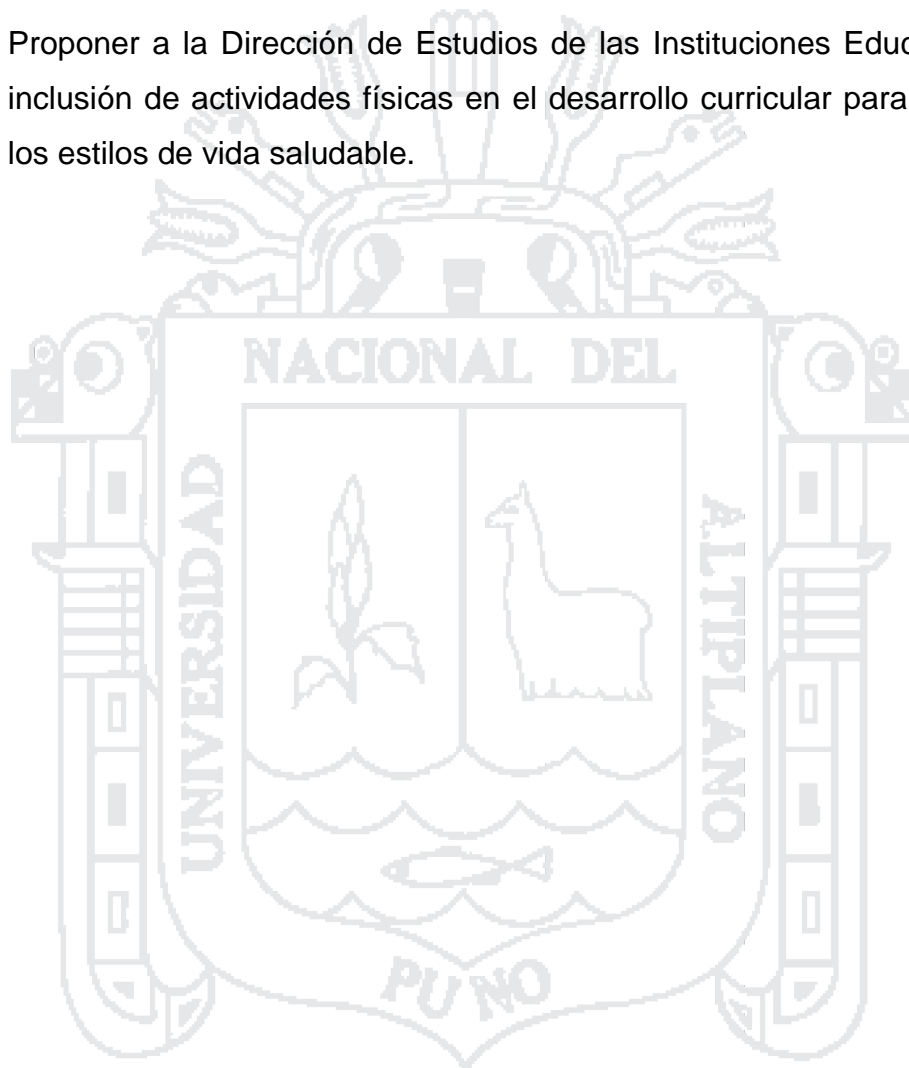 Proponer a la Dirección de Estudios de las Instituciones
inclusión de actividades físicas en el desarrollo curricular para
los estilos de vida saludable.
NACIONAL DEL
UNIVERSIDAD
ALTIPLANO
PUNO